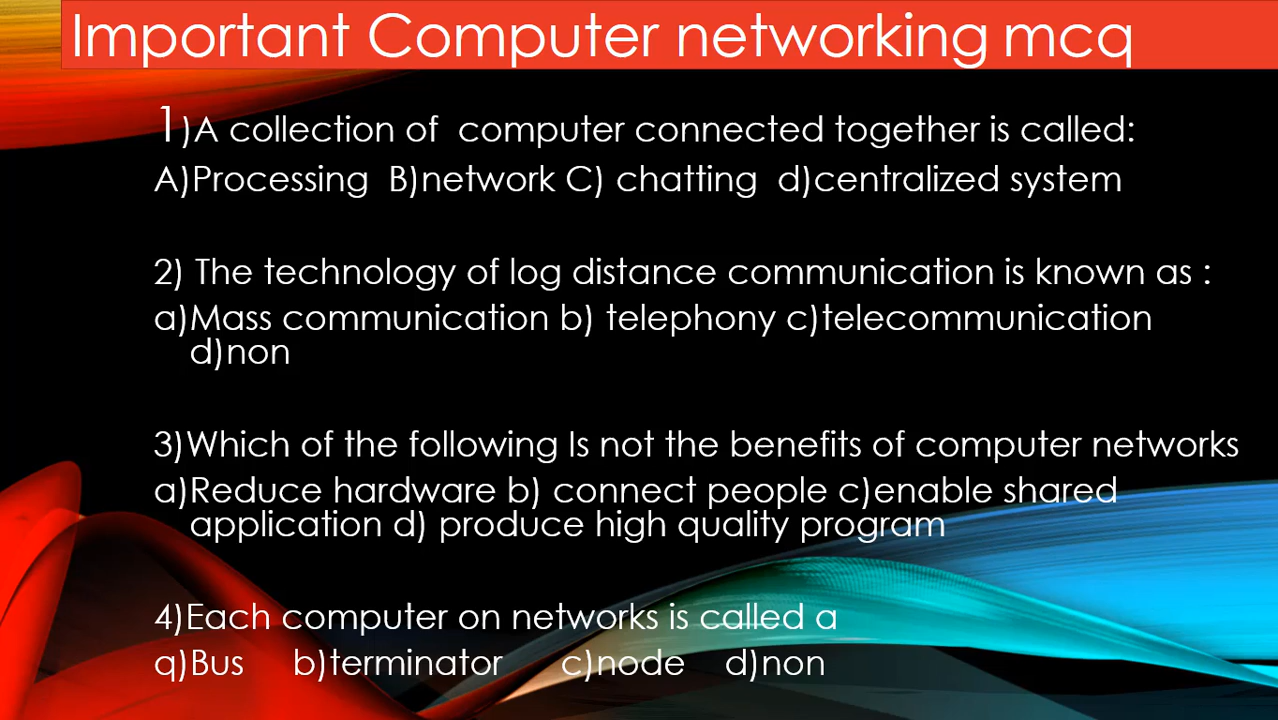 Important Computer networking mcq
1)A collection of computer connected together is called:
A)Processing B)network C) chatting d)centralized system
2) The technology of log distance communication is known as :
a)Mass communication b) telephony c)telecommunication
d)non
3)Which of the following Is not the benefits of computer networks
a)Reduce hardware b) connect people c)enable shared
application d) produce high quality program
4)Each computer on networks is called a
q)Bus b)terminator c)node d)non